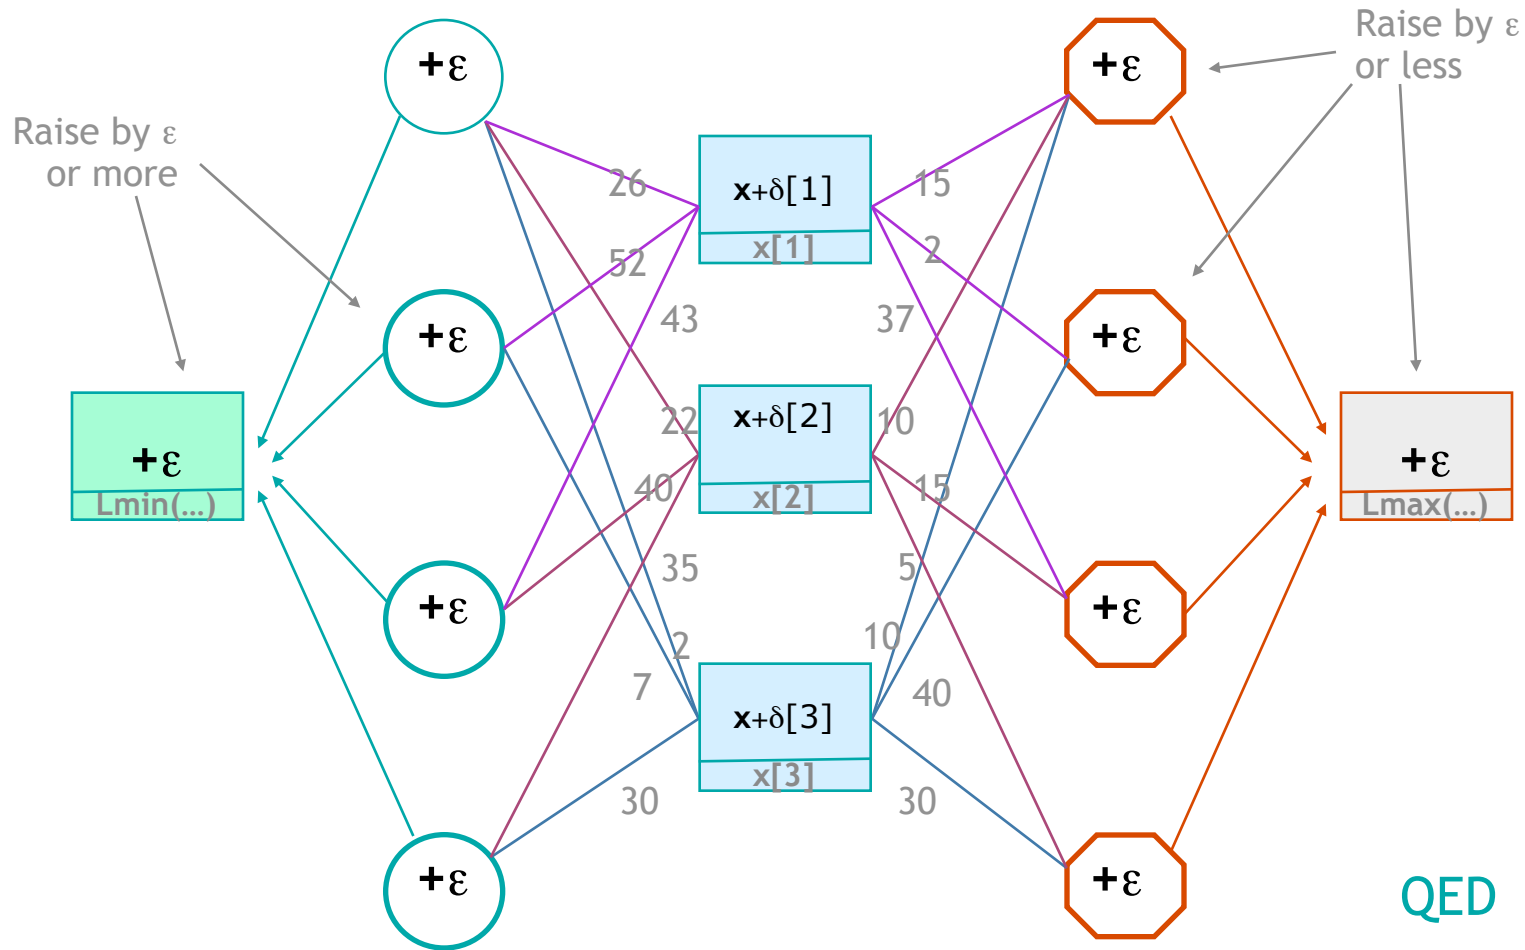 +ε
+ε
Raise by ε
or less
Raise by ε
or more
26
x+δ[1]
15
x[1]
52
2
43
37
+ε
+ε
22
x+δ[2]
10
+ε
Lmin(...)
40
x[2]
15
+ε
Lmax(...)
35
5
+ε
+ε
2
10
7
x+δ[3]
40
x[3]
30
30
+ε
+ε
QED